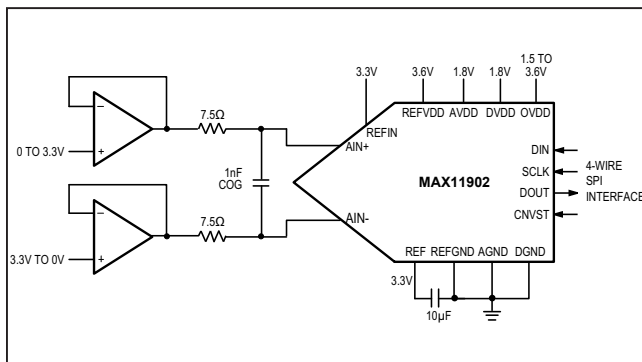 3.3V
3.6V
1.8V
1.8V
1.5 TO
3.6V
REFVDD
AVDD
DVDD
OVDD
REFIN
−
+
0 TO 3.3V
7.5Ω
AIN+
1nF
COG
MAX11902
DIN
SCLK
DOUT
CNVST
4-WIRE
SPI
INTERFACE
−
+
3.3V TO 0V
7.5Ω
AIN-
REF
REFGND
AGND
DGND
3.3V
10µF